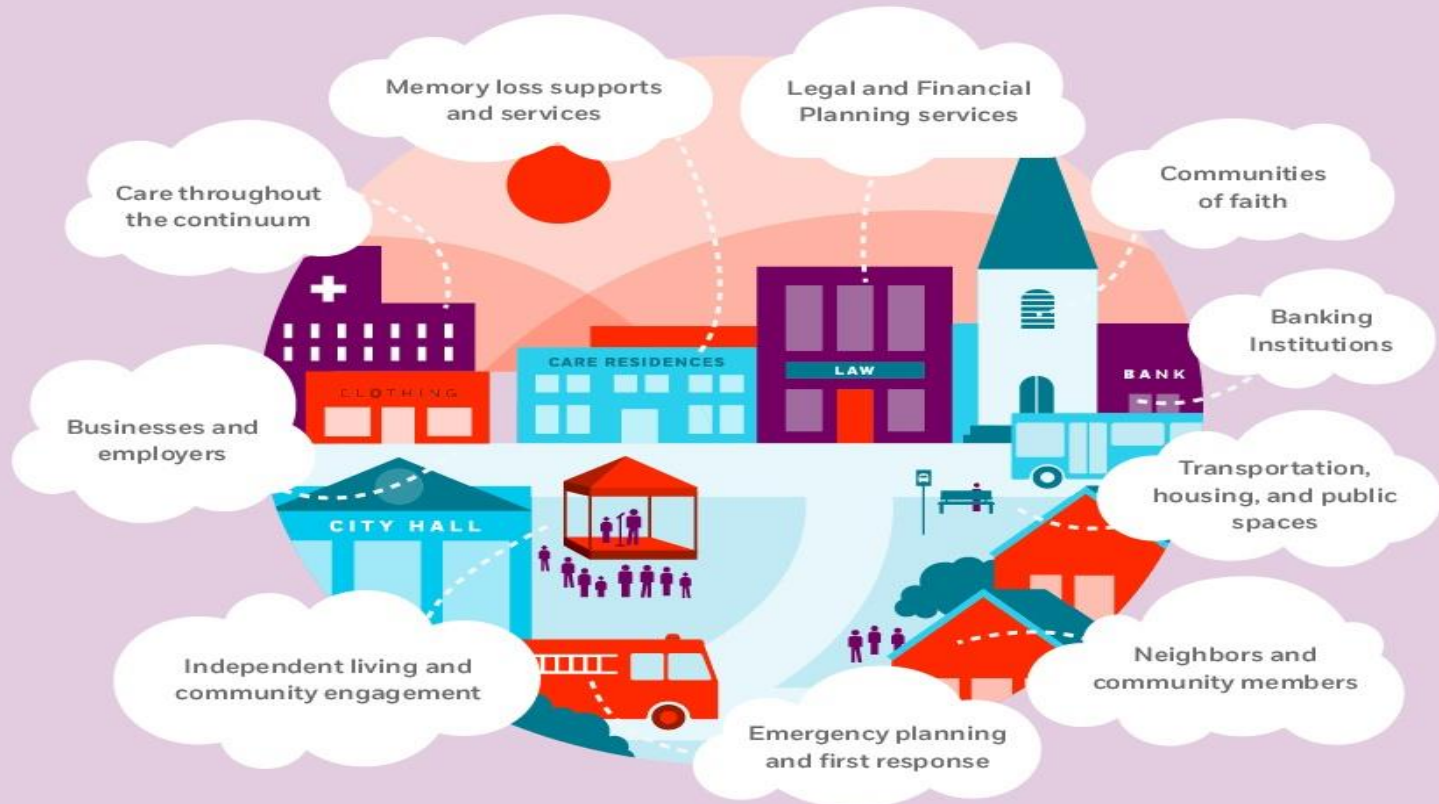 Memory loss supports
and services
Legal and Financial
Planning services
Care throughout
the continuum
Communities
of faith
Banking
Institutions
CARE RESIDENCES
LAW
BANK
CLOTHING
Businesses and
employers
Transportation,
housing, and public
spaces
CITY HALL
Independent living and
community engagement
Neighbors and
community members
Emergency planning
and first response